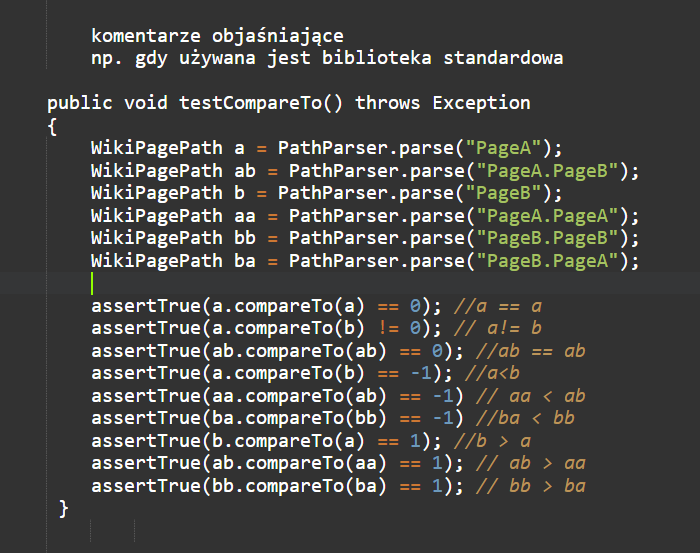 komentarze objaśniające
np. gdy używana jest biblioteka standardowa
public void testCompareTo() throws Exception
{
WikiPagePath a = PathParser.parse("PageA");
WikiPagePath ab = PathParser.parse("PageA.PageB");
WikiPagePath b = PathParser.parse("PageB");
WikiPagePath aa = PathParser.parse("PageA.PageA");
WikiPagePath bb = PathParser.parse("PageB.PageB");
WikiPagePath ba = PathParser.parse("PageB.PageA");
assertTrue(a.compareTo(a) == 0); //a == a
assertTrue(a.compareTo(b) != 0); // a!= b
assertTrue(ab.compareTo(ab) == 0); //ab == ab
assertTrue(a.compareTo(b) == -1); //a<b
assertTrue(aa.compareTo(ab) == -1) // aa < ab
assertTrue(ba.compareTo(bb) == -1) //ba < bb
assertTrue(b.compareTo(a) == 1); //b > a
assertTrue(ab.compareTo(aa) == 1); // ab > aa
assertTrue(bb.compareTo(ba) == 1); // bb > ba
}